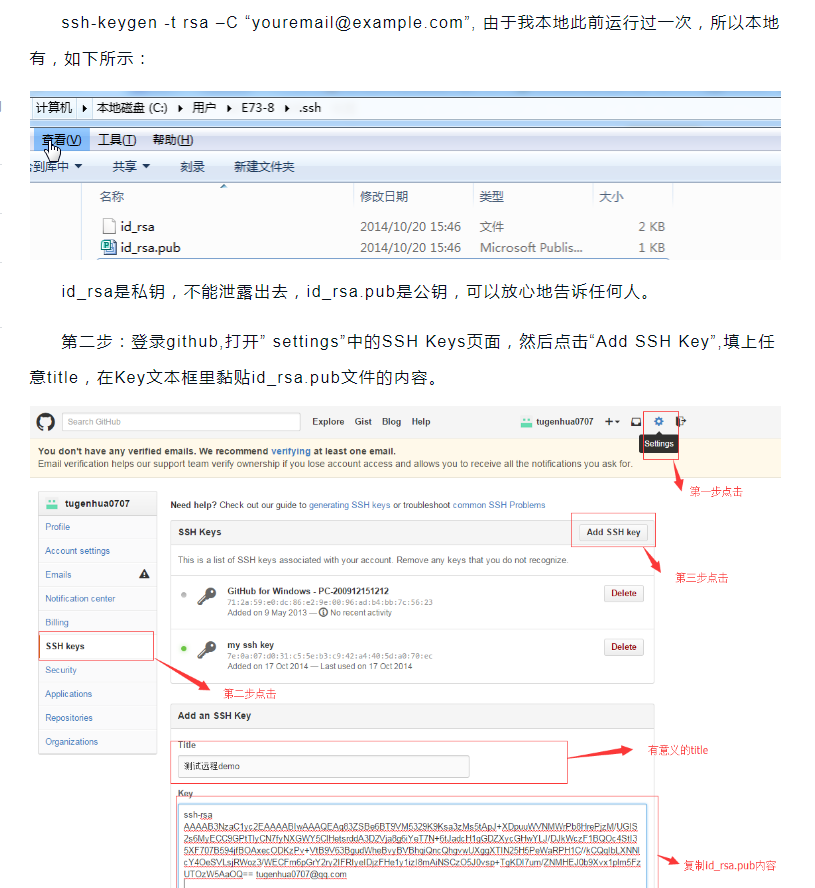 ssh-keygen -t rsa –C “youremail@example.com”, 由于我本地此前运行过一次，所以本地
有，如下所示：
计算机 本地磁盘 (C:) 用户 E73-8 .ssh
查看(V) 工具(T) 帮助(H)
到库中 共享 刻录 新建文件夹
名称 修改日期 类型 大小
id_rsa 2014/10/20 15:46 文件 2 KB
id_rsa.pub 2014/10/20 15:46 Microsoft Publis... 1 KB
id_rsa是私钥，不能泄露出去，id_rsa.pub是公钥，可以放心地告诉任何人。
第二步：登录github,打开” settings”中的SSH Keys页面，然后点击“Add SSH Key”,填上任
意title，在Key文本框里黏贴id_rsa.pub文件的内容。
Search GitHub Explore Gist Blog Help tugenhua0707
Settings
You don't have any verified emails. We recommend verifying at least one email.
Email verification helps our support team verify ownership if you lose account access and allows you to receive all the notifications you ask for.
第一步点击
tugenhua0707
Profile
Account settings
Emails
Notification center
Billing
SSH keys
Security
Applications
Repositories
Organizations
第二步点击
Need help? Check out our guide to generating SSH keys or troubleshoot common SSH Problems
SSH Keys Add SSH key
第三步点击
This is a list of SSH keys associated with your account. Remove any keys that you do not recognize.
GitHub for Windows - PC-200912151212 Delete
71:2a:59:e0:dc:86:e2:9e:00:96:ad:b4:bb:7c:56:23
Added on 9 May 2013 — No recent activity
my ssh key Delete
7e:0a:07:d0:31:c5:5e:b3:c9:42:a4:40:5d:a0:70:ec
Added on 17 Oct 2014 — Last used on 17 Oct 2014
Add an SSH Key
Title
测试远程demo
有意义的title
Key
ssh-rsa
tugenhua0707@qq.com
复制id_rsa.pub内容